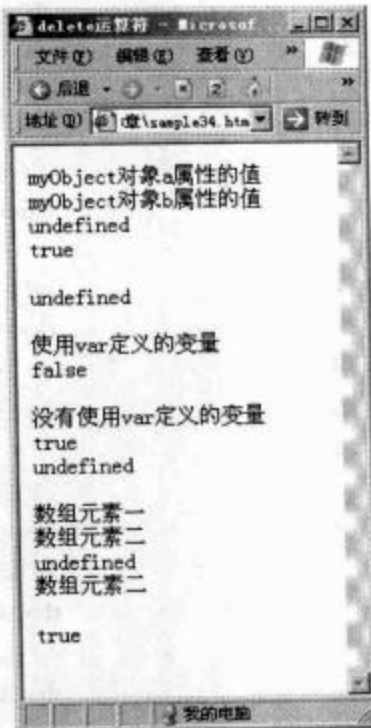 delete运算符 - Microsof...
文件(F) 编辑(E) 查看(V) »
后退 »
地址(D) 章\sample34.htm 转到
myObject对象a属性的值
myObject对象b属性的值
undefined
true
undefined
使用var定义的变量
false
没有使用var定义的变量
true
undefined
数组元素一
数组元素二
undefined
数组元素二
true
我的电脑